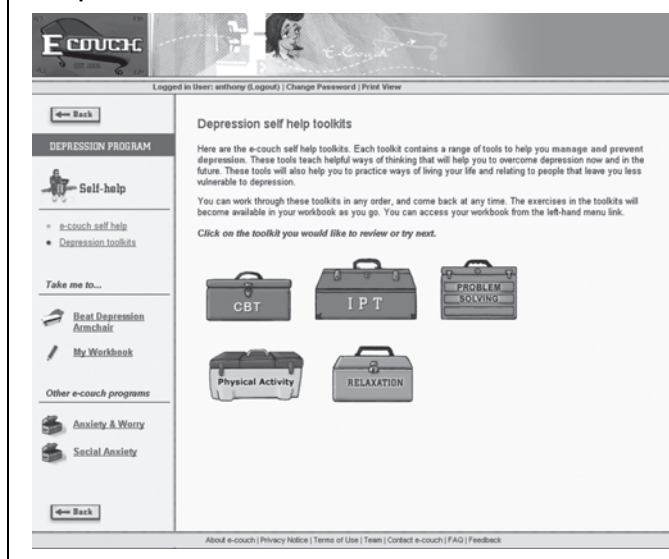 E COUCH
E-Couch
Logged in User: anthony (Logout) | Change Password | Print View
Back
DEPRESSION PROGRAM
Self-help
e-couch self help
Depression toolkits
Take me to...
Beat Depression
Armchair
My Workbook
Other e-couch programs
Anxiety & Worry
Social Anxiety
Back
Depression self help toolkits
Here are the e-couch self help toolkits. Each toolkit contains a range of tools to help you manage and prevent
depression. These tools teach helpful ways of thinking that will help you to overcome depression now and in the
future. These tools will also help you to practice ways of living your life and relating to people that leave you less
vulnerable to depression.
You can work through these toolkits in any order, and come back at any time. The exercises in the toolkits will
become available in your workbook as you go. You can access your workbook from the left-hand menu link.
Click on the toolkit you would like to review or try next.
CBT
IPT
PROBLEM
SOLVING
Physical Activity
RELAXATION
About e-couch | Privacy Notice | Terms of Use | Team | Contact e-couch | FAQ | Feedback